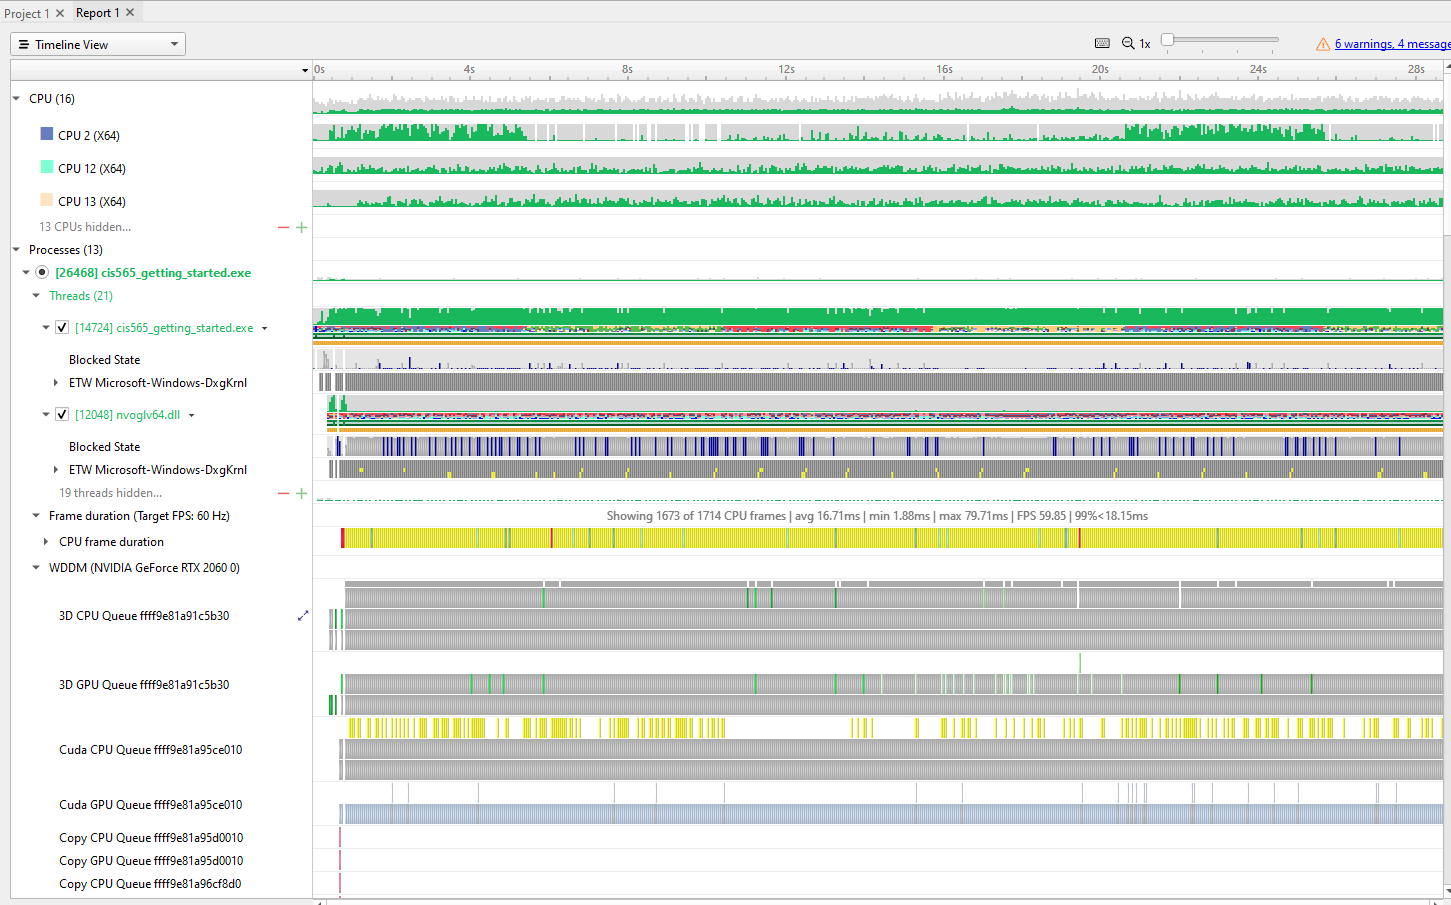 Project 1 Report 1
Timeline View 1x 6 warnings, 4 message
0s 4s 8s 12s 16s 20s 24s 28s
CPU (16)
CPU 2 (X64)
CPU 12 (X64)
CPU 13 (X64)
13 CPUs hidden...
Processes (13)
[26468] cis565_getting_started.exe
Threads (21)
[14724] cis565_getting_started.exe
Blocked State
ETW Microsoft-Windows-DxgKrnl
[12048] nvoglv64.dll
Blocked State
ETW Microsoft-Windows-DxgKrnl
19 threads hidden...
Frame duration (Target FPS: 60 Hz) Showing 1673 of 1714 CPU frames | avg 16.71ms | min 1.88ms | max 79.71ms | FPS 59.85 | 99%<18.15ms
CPU frame duration
WDDM (NVIDIA GeForce RTX 2060 0)
3D CPU Queue ffff9e81a91c5b30
3D GPU Queue ffff9e81a91c5b30
Cuda CPU Queue ffff9e81a95ce010
Cuda GPU Queue ffff9e81a95ce010
Copy CPU Queue ffff9e81a95d0010
Copy GPU Queue ffff9e81a95d0010
Copy CPU Queue ffff9e81a96cf8d0